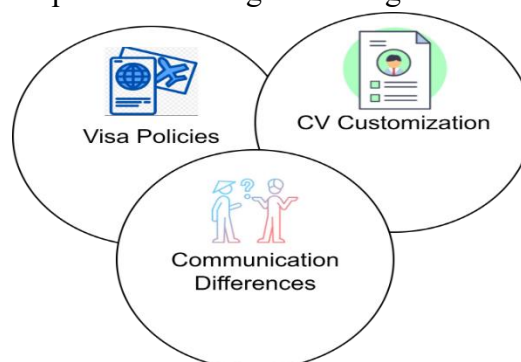 Visa Policies
CV Customization
Communication
Differences